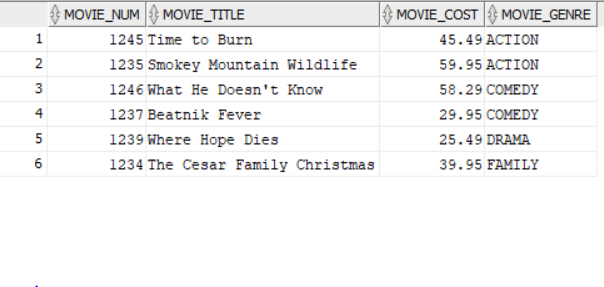 MOVIE_NUM MOVIE_TITLE MOVIE_COST MOVIE_GENRE
1 1245 Time to Burn 45.49 ACTION
2 1235 Smokey Mountain Wildlife 59.95 ACTION
3 1246 What He Doesn't Know 58.29 COMEDY
4 1237 Beatnik Fever 29.95 COMEDY
5 1239 Where Hope Dies 25.49 DRAMA
6 1234 The Cesar Family Christmas 39.95 FAMILY